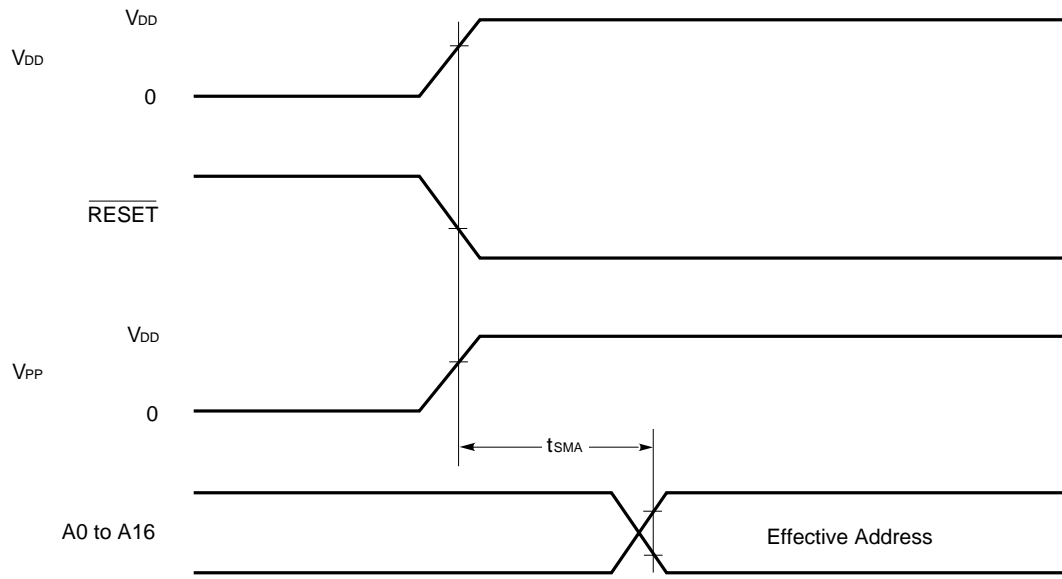 VDD
VDD
0
RESET
VDD
VPP
0
tSMA
A0 to A16
Effective Address